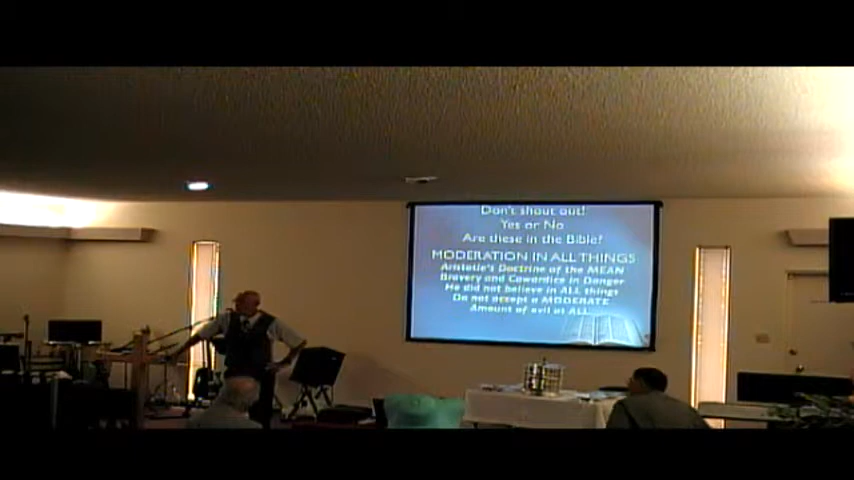 Don't shout out!
Yes or No
Are these in the Bible?
MODERATION IN ALL THINGS
Aristotle's Doctrine of the MEAN
Bravery and Cowardice in Danger
He did not believe in ALL things
Do not accept a MODERATE
Amount of evil as ALL